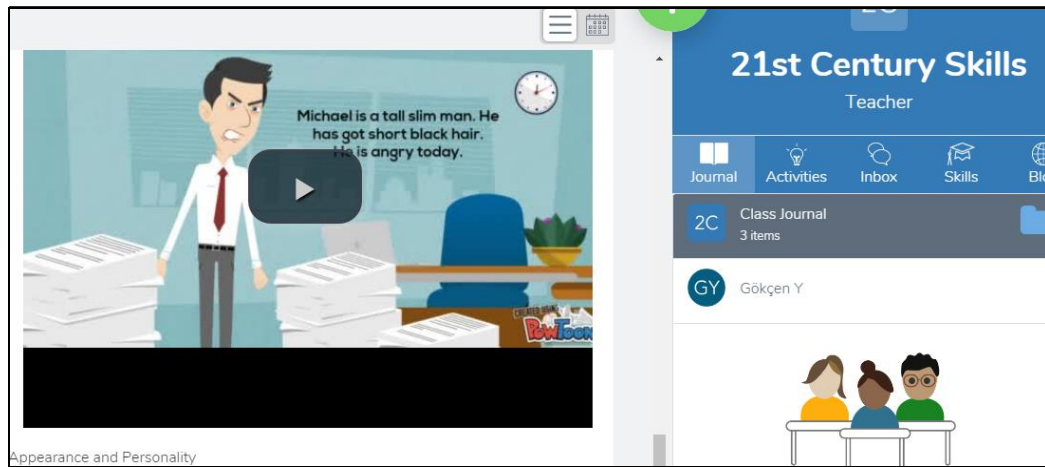 Michael is a tall slim man. He
has got short black hair.
He is angry today.
CREATED USING
PowToon
Appearance and Personality
2C
21st Century Skills
Teacher
Journal
Activities
Inbox
Skills
2C
Class Journal
3 items
GY
Gökçen Y